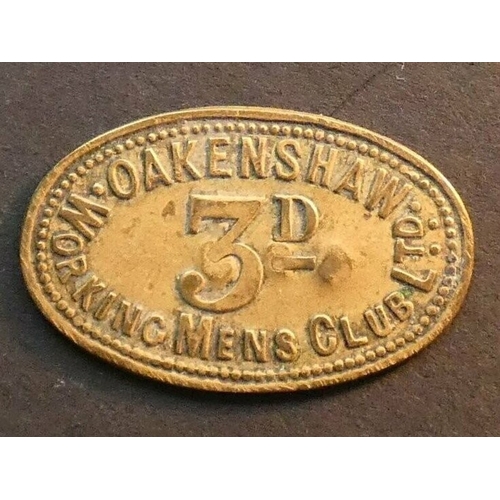 OAKENSHAW
3D
WORKING MENS CLUB LTD.